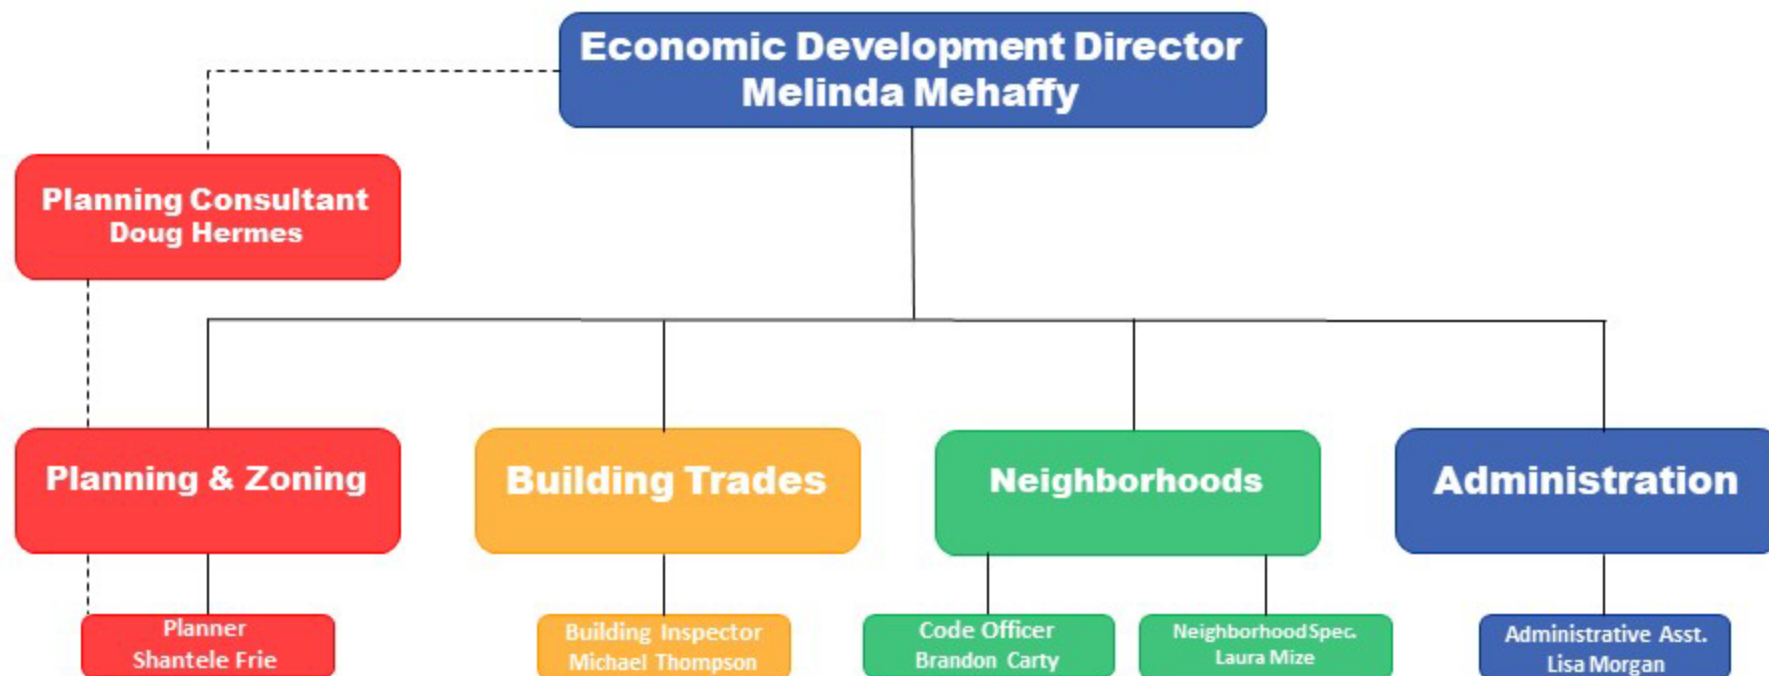 Economic Development Director
Melinda Mehaffy
Planning Consultant
Doug Hermes
Planning & Zoning
Building Trades
Neighborhoods
Administration
Planner
Shantele Frie
Building Inspector
Michael Thompson
Code Officer
Brandon Carty
Neighborhood Spec.
Laura Mize
Administrative Asst.
Lisa Morgan